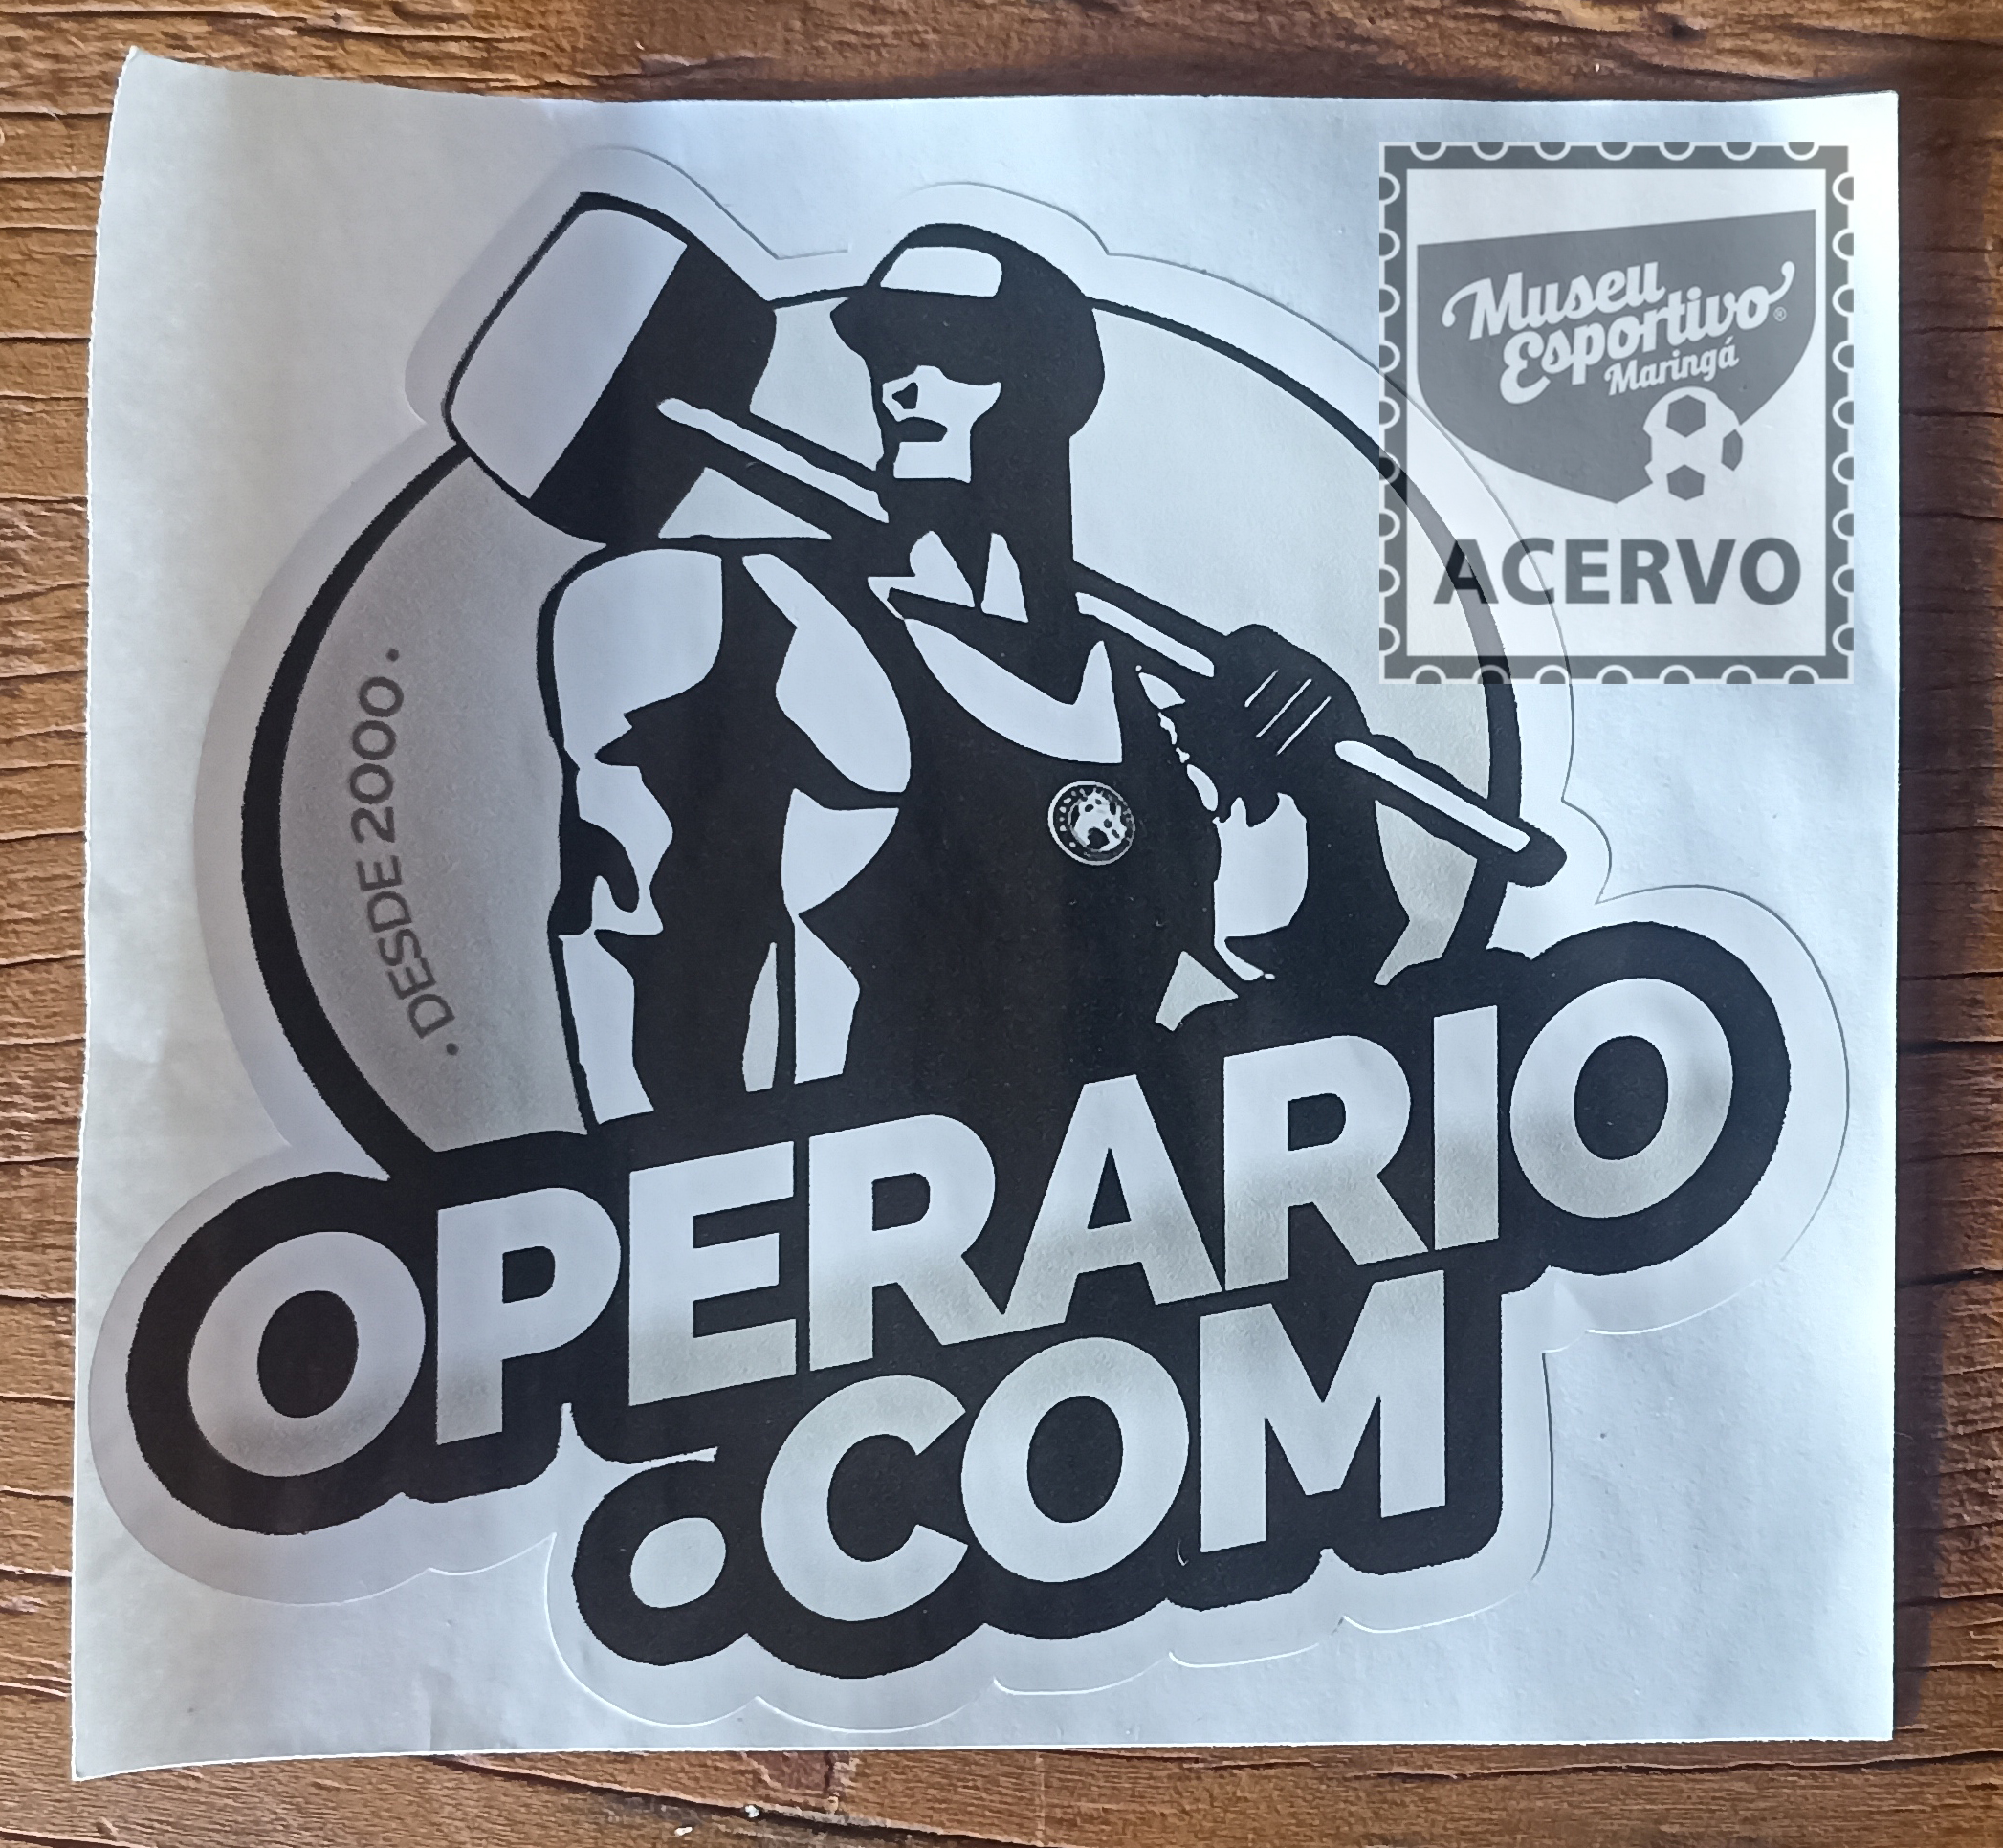 Museu
Esportivo®
Maringá
ACERVO
• DESDE 2000 •
OPERARIO
.COM